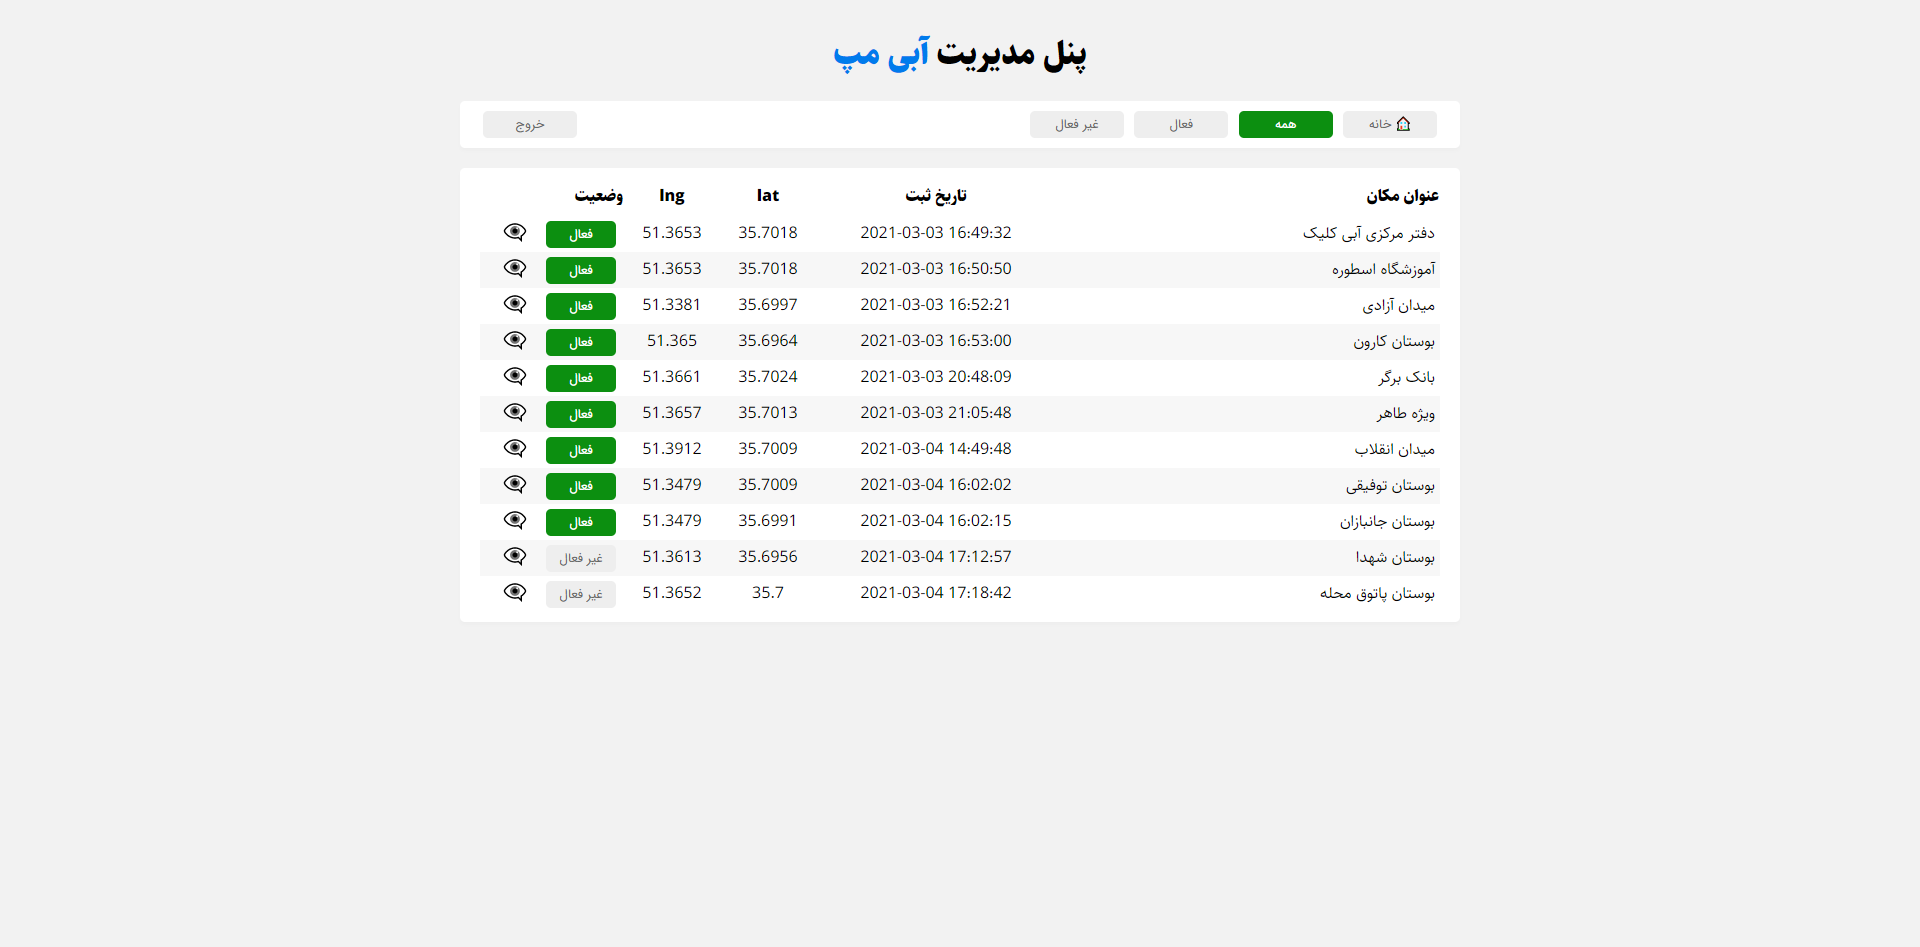 پنل مدیریت آبی مپ
خانه همه فعال غیر فعال خروج
عنوان مکان تاریخ ثبت lat lng وضعیت
دفتر مرکزی آبی کلیک 2021-03-03 16:49:32 35.7018 51.3653 فعال
آموزشگاه اسطوره 2021-03-03 16:50:50 35.7018 51.3653 فعال
میدان آزادی 2021-03-03 16:52:21 35.6997 51.3381 فعال
بوستان کارون 2021-03-03 16:53:00 35.6964 51.365 فعال
بانک برگر 2021-03-03 20:48:09 35.7024 51.3661 فعال
ویژه طاهر 2021-03-03 21:05:48 35.7013 51.3657 فعال
میدان انقلاب 2021-03-04 14:49:48 35.7009 51.3912 فعال
بوستان توفیقی 2021-03-04 16:02:02 35.7009 51.3479 فعال
بوستان جانبازان 2021-03-04 16:02:15 35.6991 51.3479 فعال
بوستان شهدا 2021-03-04 17:12:57 35.6956 51.3613 غیر فعال
بوستان پاتوق محله 2021-03-04 17:18:42 35.7 51.3652 غیر فعال